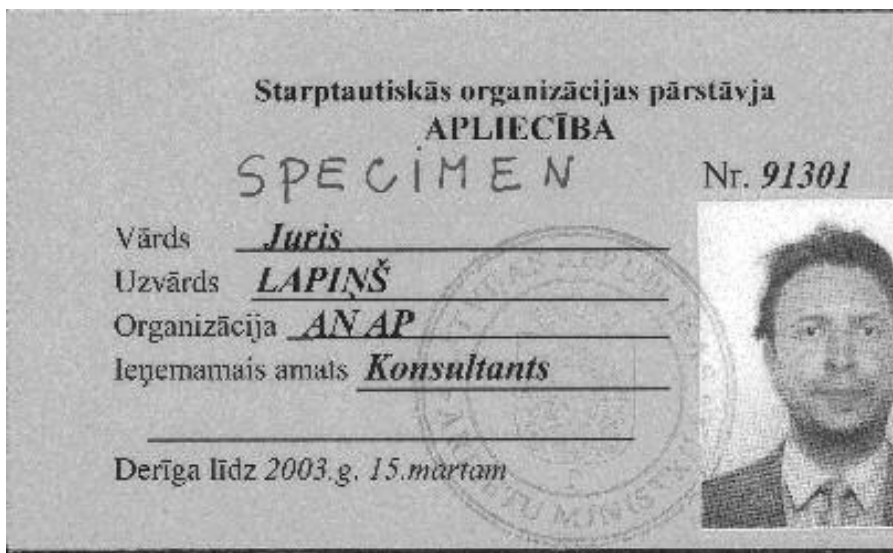 Starptautiskās organizācijas pārstāvja
APLIECĪBA
SPECIMEN
Nr. 91301
Vārds Juris
Uzvārds LAPIŅŠ
Organizācija AN AP
Ieņemamais amats Konsultants
Derīga līdz 2003.g. 15.martam